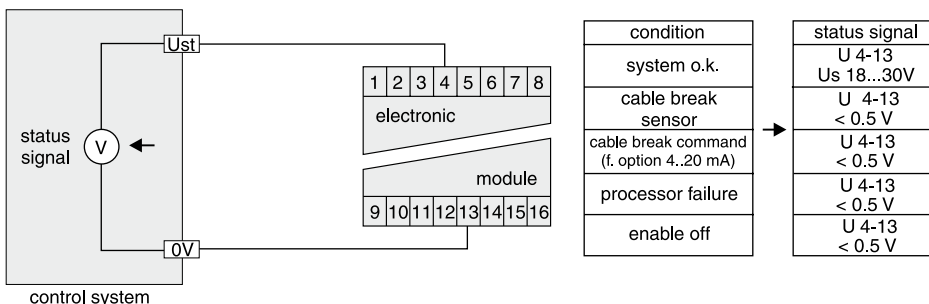 Ust
status
signal
V
0V
control system
1 2 3 4 5 6 7 8
electronic
module
9 10 11 12 13 14 15 16
condition
system o.k.
cable break
sensor
cable break command
(f. option 4..20 mA)
processor failure
enable off
status signal
U 4-13
Us 18...30V
U 4-13
< 0.5 V
U 4-13
< 0.5 V
U 4-13
< 0.5 V
U 4-13
< 0.5 V